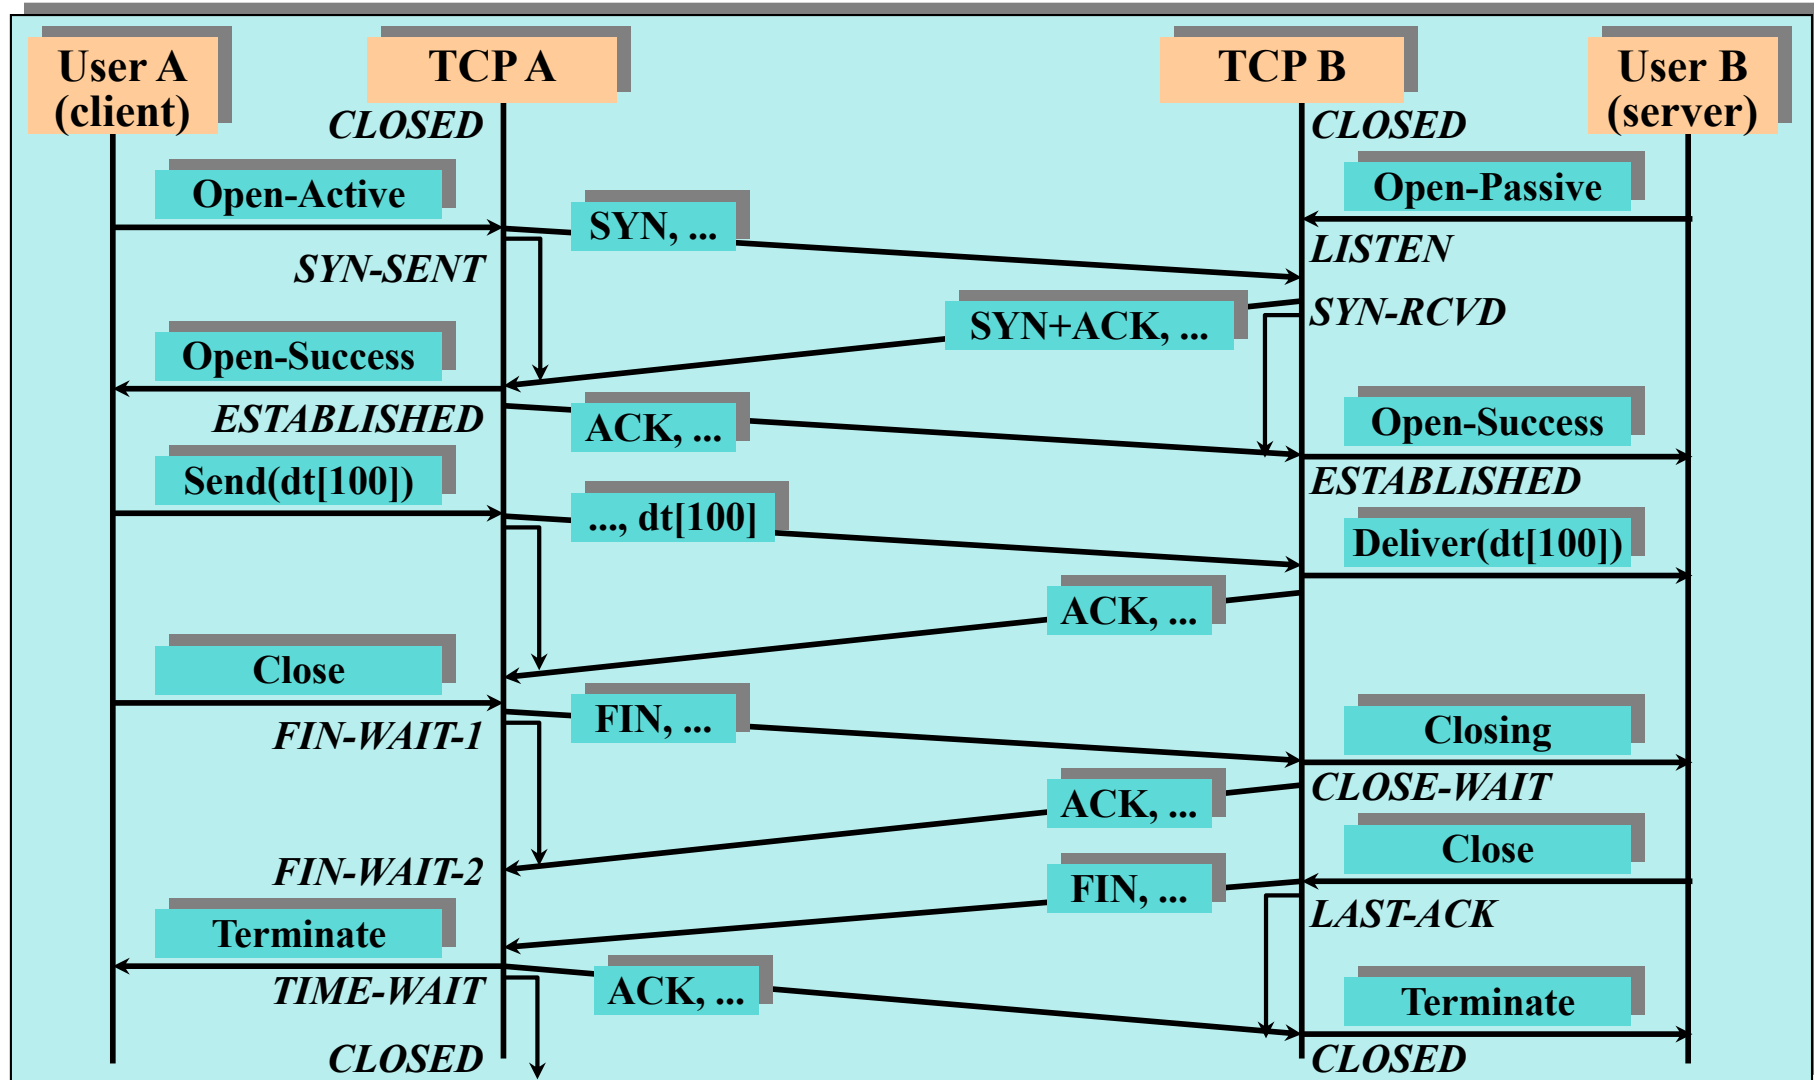 User A
(client)
TCP A
TCP B
User B
(server)
CLOSED
CLOSED
Open-Active
Open-Passive
SYN, ...
SYN-SENT
LISTEN
SYN+ACK, ...
SYN-RCVD
Open-Success
ESTABLISHED
ACK, ...
Open-Success
Send(dt[100])
ESTABLISHED
..., dt[100]
Deliver(dt[100])
ACK, ...
Close
FIN, ...
FIN-WAIT-1
Closing
ACK, ...
CLOSE-WAIT
Close
FIN-WAIT-2
FIN, ...
LAST-ACK
Terminate
TIME-WAIT
ACK, ...
Terminate
CLOSED
CLOSED